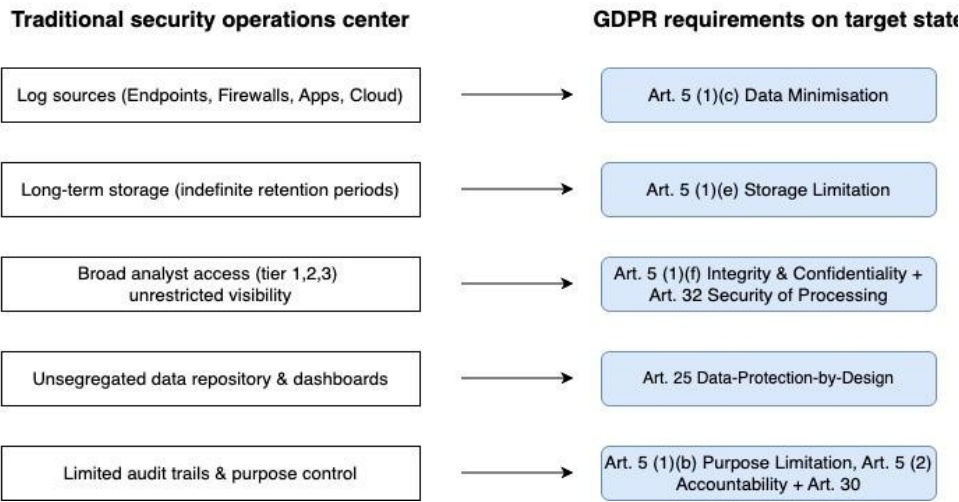 Traditional security operations center
GDPR requirements on target state
Log sources (Endpoints, Firewalls, Apps, Cloud)
Art. 5 (1)(c) Data Minimisation
Long-term storage (indefinite retention periods)
Art. 5 (1)(e) Storage Limitation
Broad analyst access (tier 1,2,3)
unrestricted visibility
Art. 5 (1)(f) Integrity & Confidentiality +
Art. 32 Security of Processing
Unsegregated data repository & dashboards
Art. 25 Data-Protection-by-Design
Limited audit trails & purpose control
Art. 5 (1)(b) Purpose Limitation, Art. 5 (2)
Accountability + Art. 30